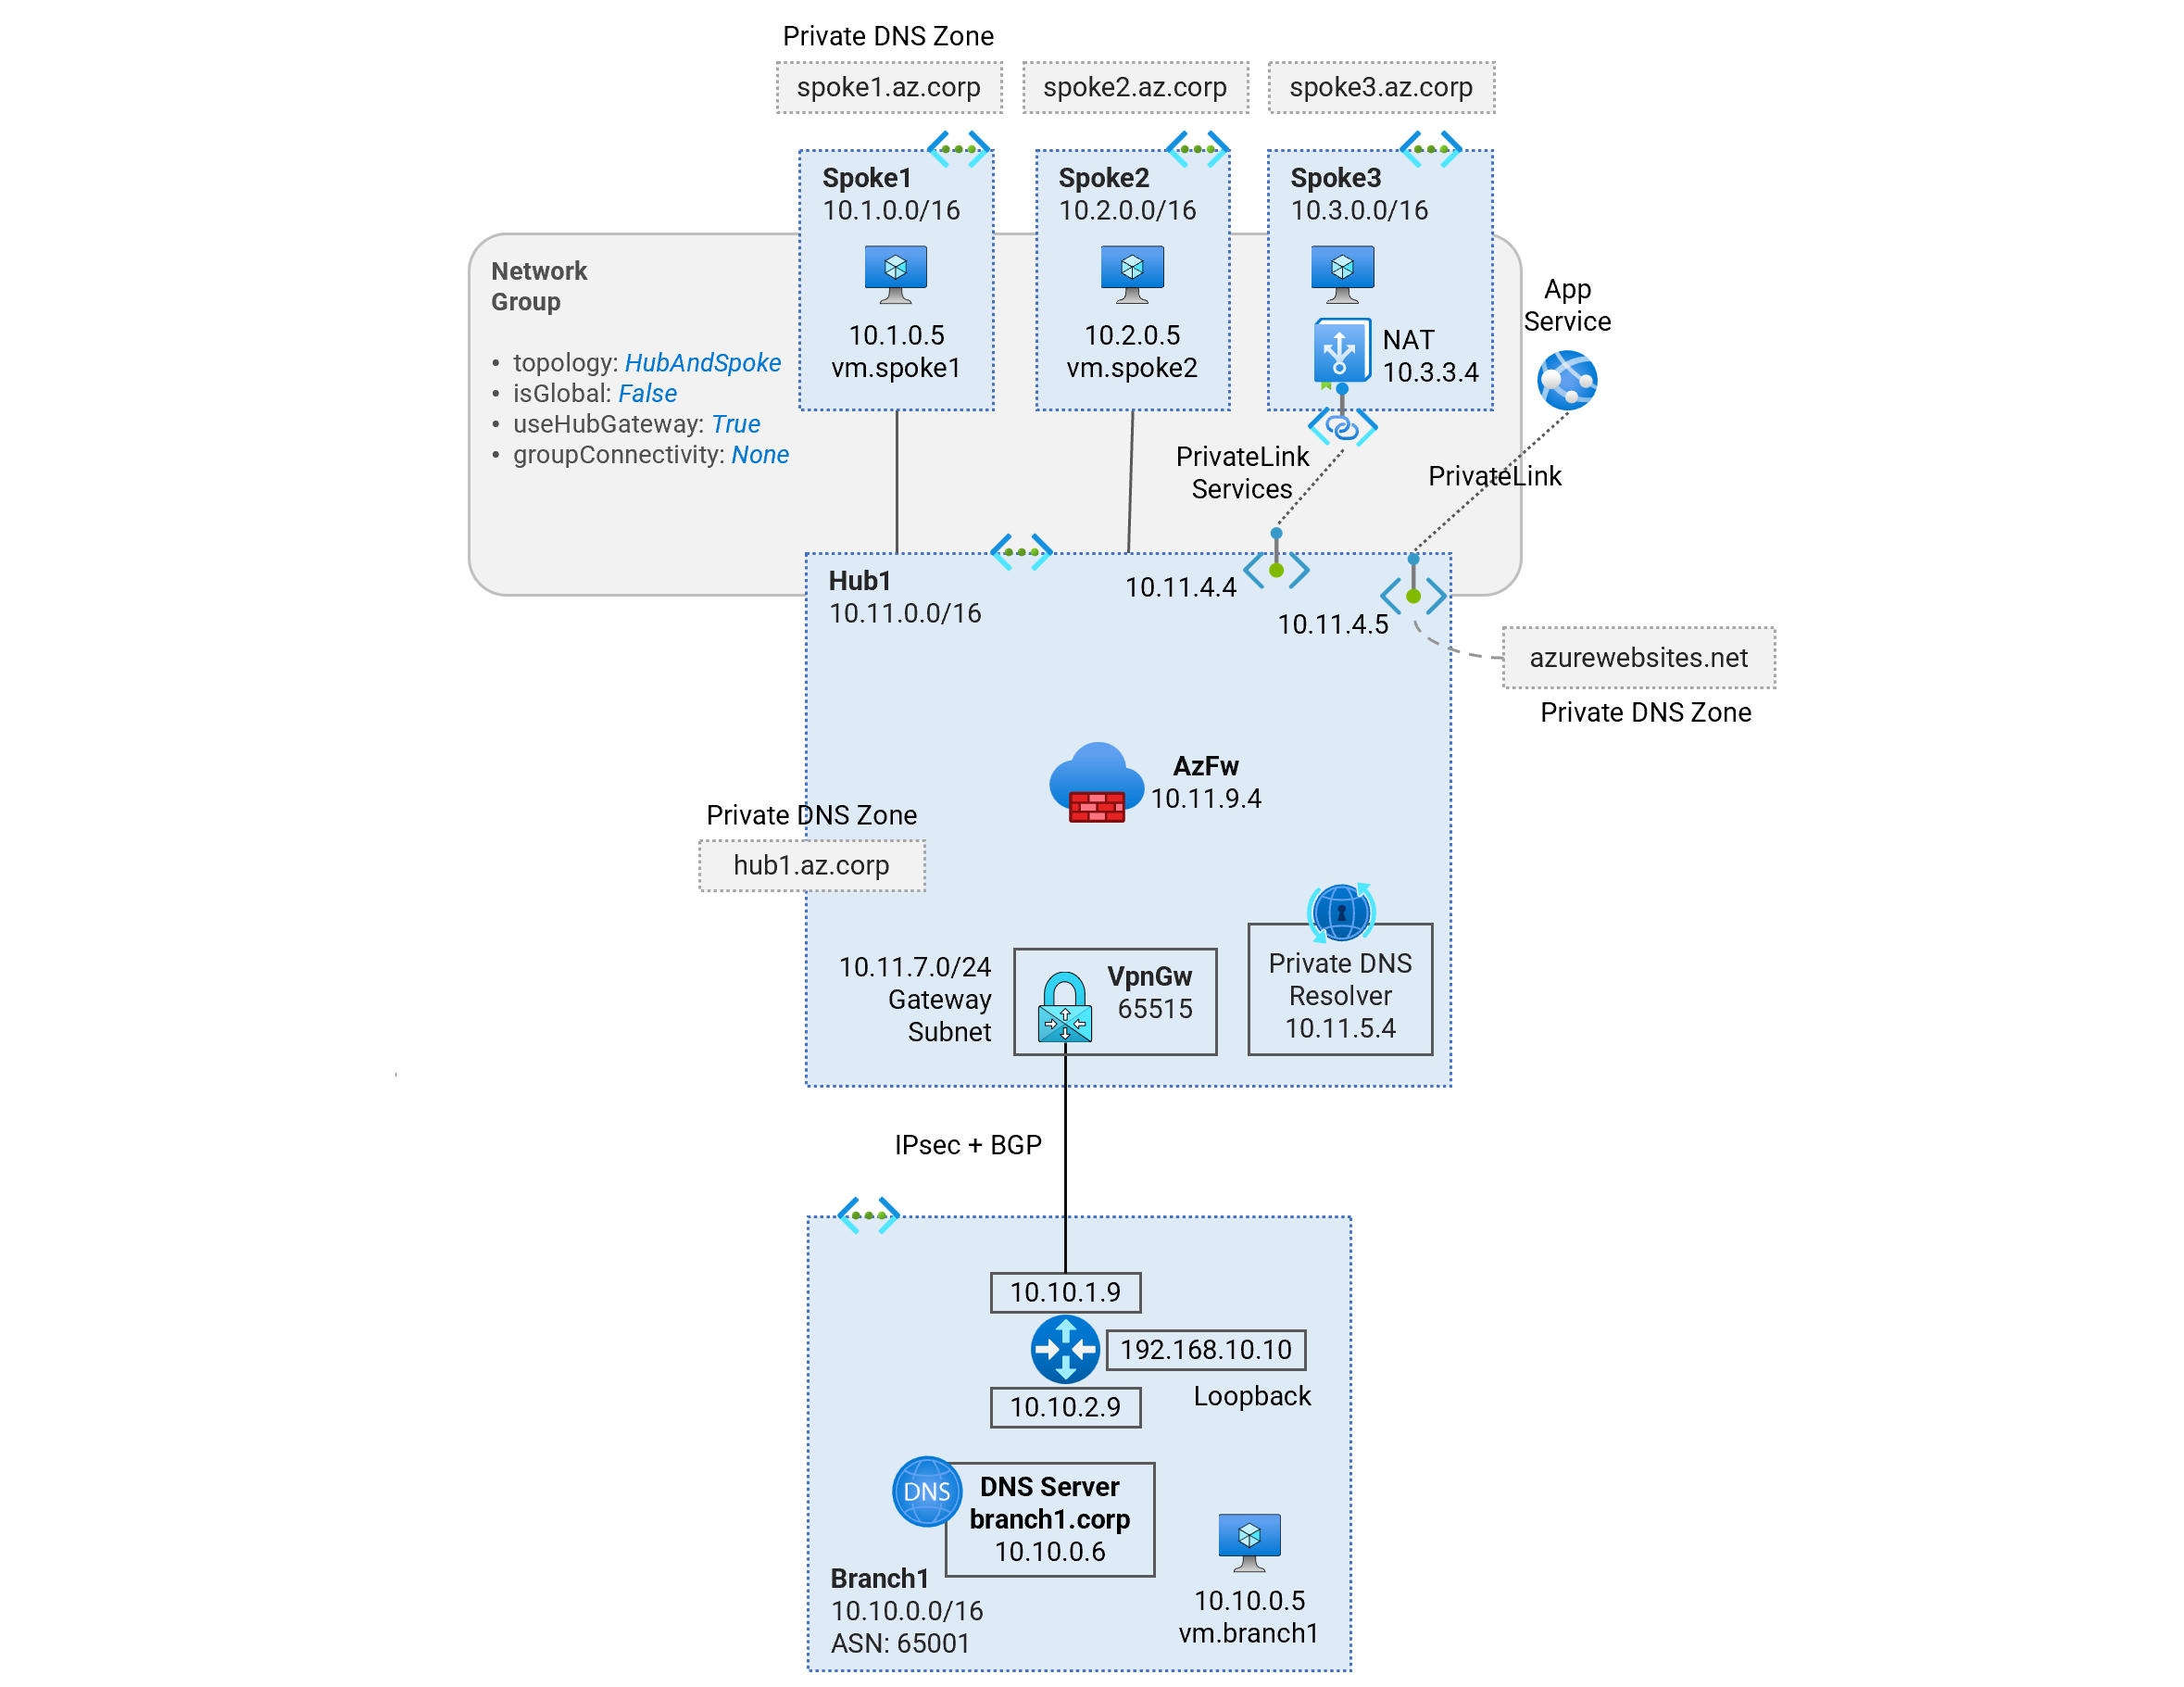 Private DNS Zone
spoke1.az.corp
spoke2.az.corp
spoke3.az.corp
Spoke1
10.1.0.0/16
10.1.0.5
vm.spoke1
Spoke2
10.2.0.0/16
10.2.0.5
vm.spoke2
Spoke3
10.3.0.0/16
NAT
10.3.3.4
Network
Group
• topology: HubAndSpoke
• isGlobal: False
• useHubGateway: True
• groupConnectivity: None
App
Service
PrivateLink
Services
PrivateLink
Hub1
10.11.0.0/16
10.11.4.4
10.11.4.5
azurewebsites.net
Private DNS Zone
AzFw
10.11.9.4
Private DNS Zone
hub1.az.corp
10.11.7.0/24
Gateway
Subnet
VpnGw
65515
Private DNS
Resolver
10.11.5.4
IPsec + BGP
10.10.1.9
192.168.10.10
Loopback
10.10.2.9
DNS
DNS Server
branch1.corp
10.10.0.6
Branch1
10.10.0.0/16
ASN: 65001
10.10.0.5
vm.branch1